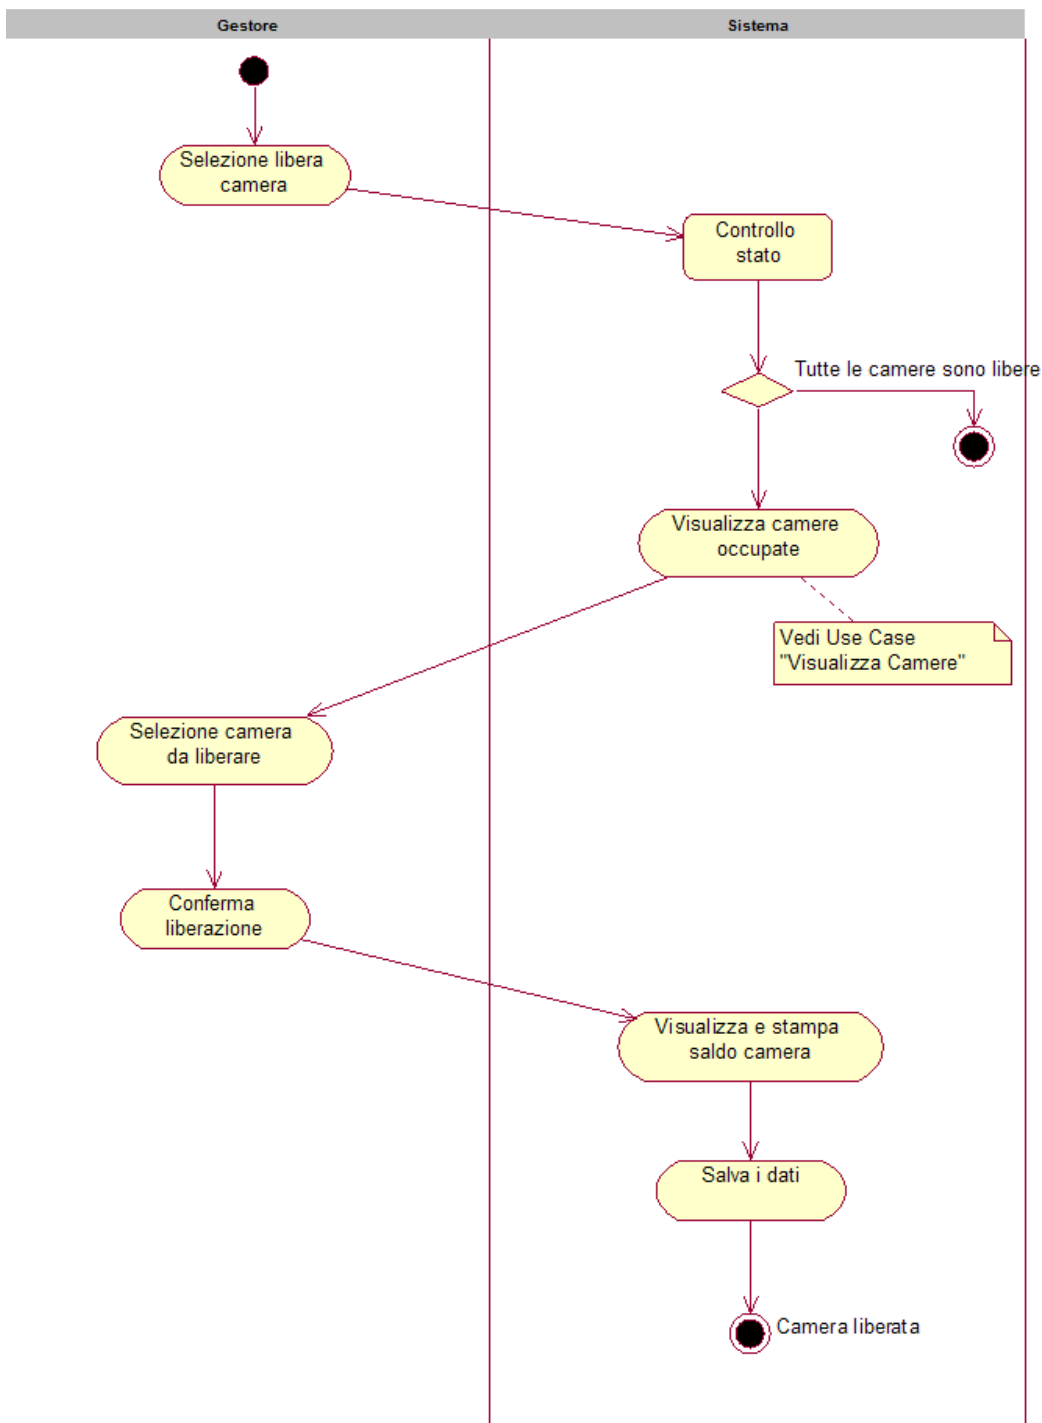 Gestore
Sistema
Selezione libera
camera
Controllo
stato
Tutte le camere sono libere
Visualizza camere
occupate
Vedi Use Case
"Visualizza Camere"
Selezione camera
da liberare
Conferma
liberazione
Visualizza e stampa
saldo camera
Salva i dati
Camera liberata